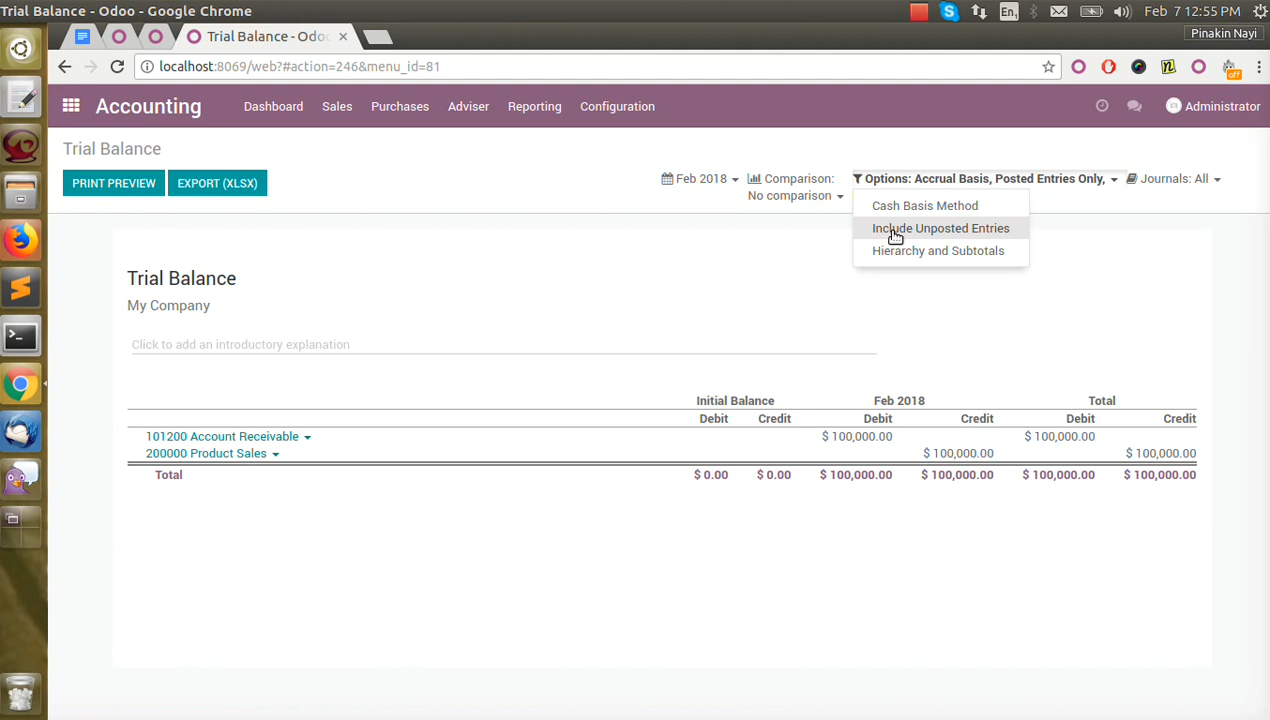 Trial Balance - Odoo - Google Chrome
En1
Feb 7 12:55 PM
Trial Balance - Odoo
Pinakin Nayi
localhost:8069/web?#action=246&menu_id=81
off
Accounting
Dashboard Sales Purchases Adviser Reporting Configuration
Administrator
Trial Balance
PRINT PREVIEW EXPORT (XLSX)
Feb 2018 Comparison: No comparison Options: Accrual Basis, Posted Entries Only, Journals: All
Cash Basis Method
Include Unposted Entries
Hierarchy and Subtotals
Trial Balance
My Company
Click to add an introductory explanation
Initial Balance Feb 2018 Total
Debit Credit Debit Credit Debit Credit
101200 Account Receivable $ 100,000.00 $ 100,000.00
200000 Product Sales $ 100,000.00 $ 100,000.00
Total $ 0.00 $ 0.00 $ 100,000.00 $ 100,000.00 $ 100,000.00 $ 100,000.00